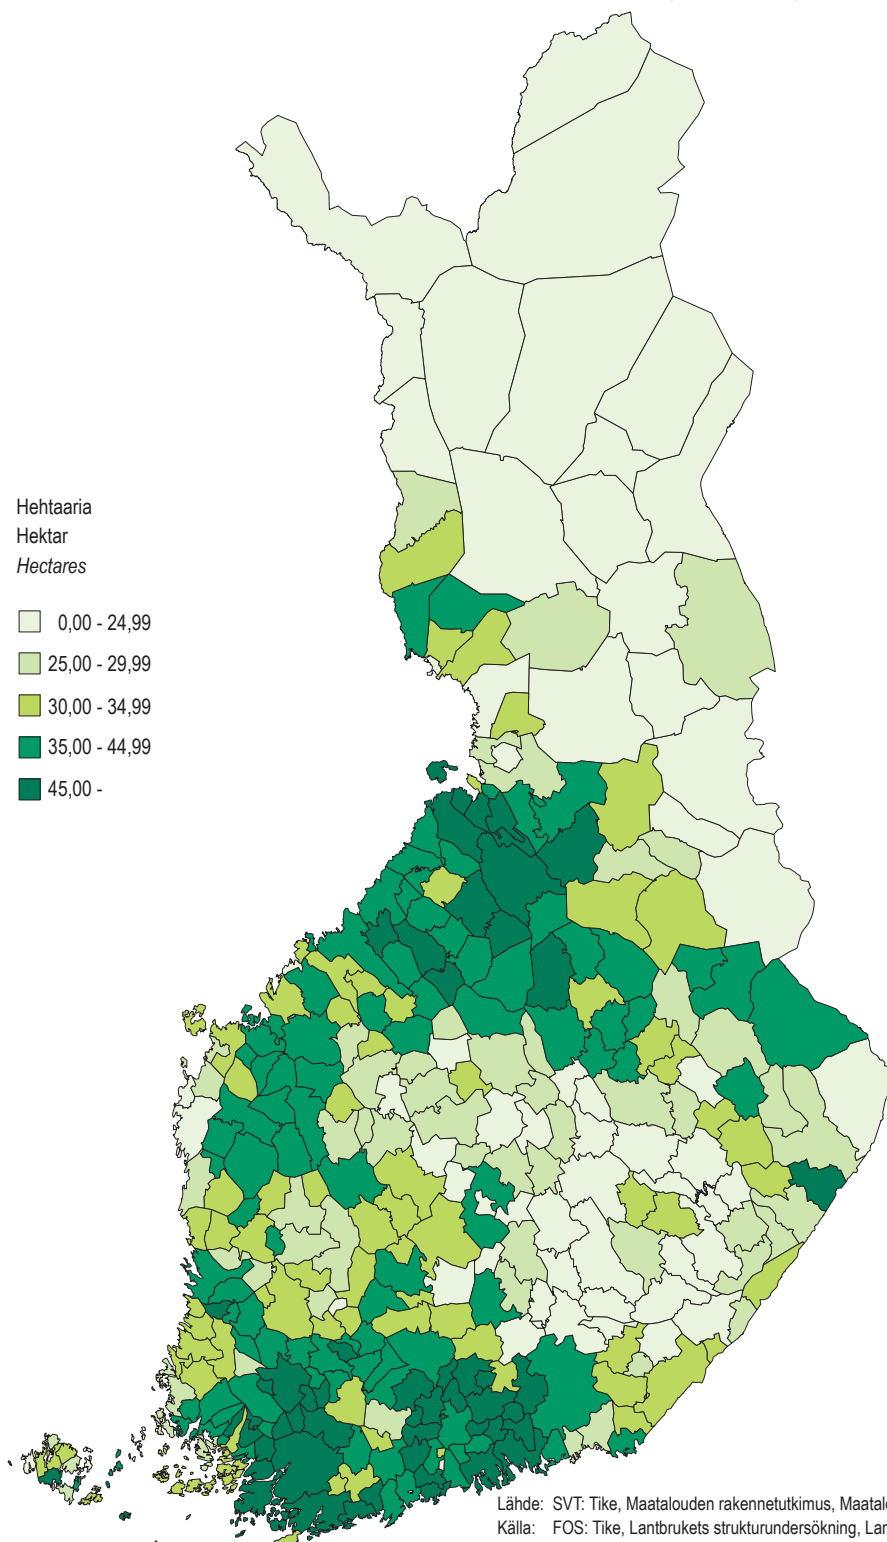 Hehtaaria
Hektar
Hectares
0,00 - 24,99
25,00 - 29,99
30,00 - 34,99
35,00 - 44,99
45,00 -
Lähde: SVT: Tike, Maatalouden rakennetutkimus,
Källa: FOS: Tike, Lantbrukets strukturundersökning,